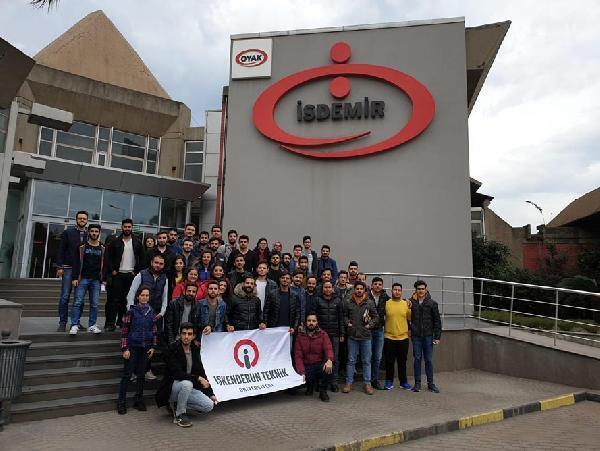 OYAK
İSDEMİR
İSKENDERUN TEKNİK
ÜNİVERSİTESİ